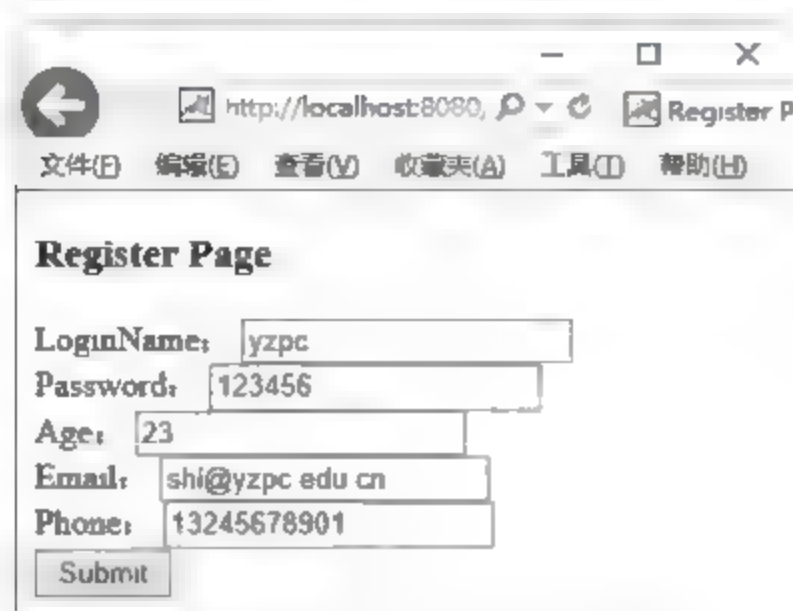 http://localhost:8080, Register P
文件(F) 编辑(E) 查看(V) 收藏夹(A) 工具(T) 帮助(H)
Register Page
LoginName： yzpc
Password： 123456
Age： 23
Email： shi@yzpc edu cn
Phone： 13245678901
Submit